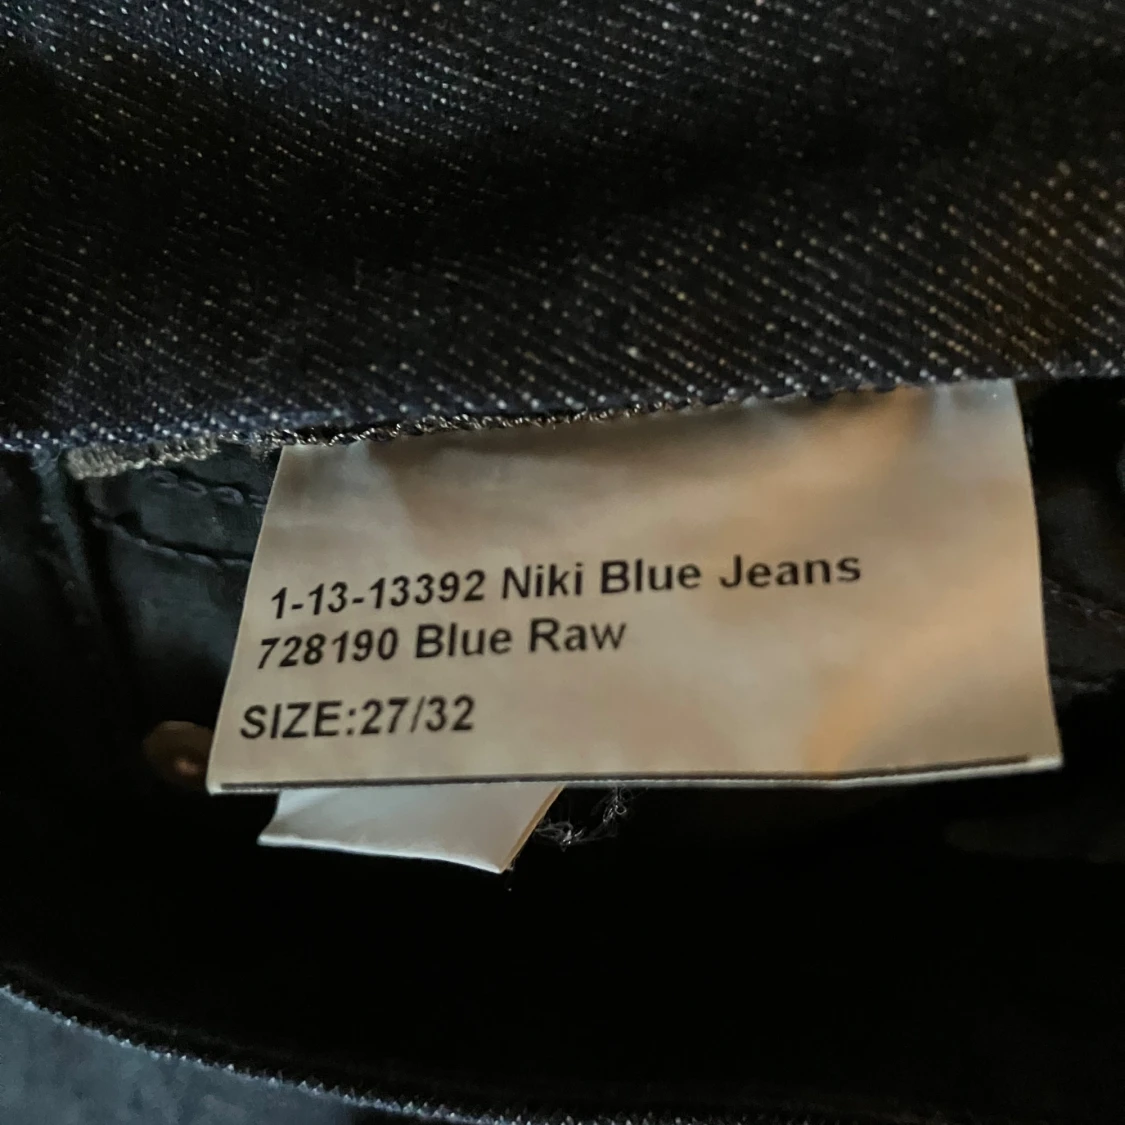 1-13-13392 Niki Blue Jeans
728190 Blue Raw
SIZE:27/32